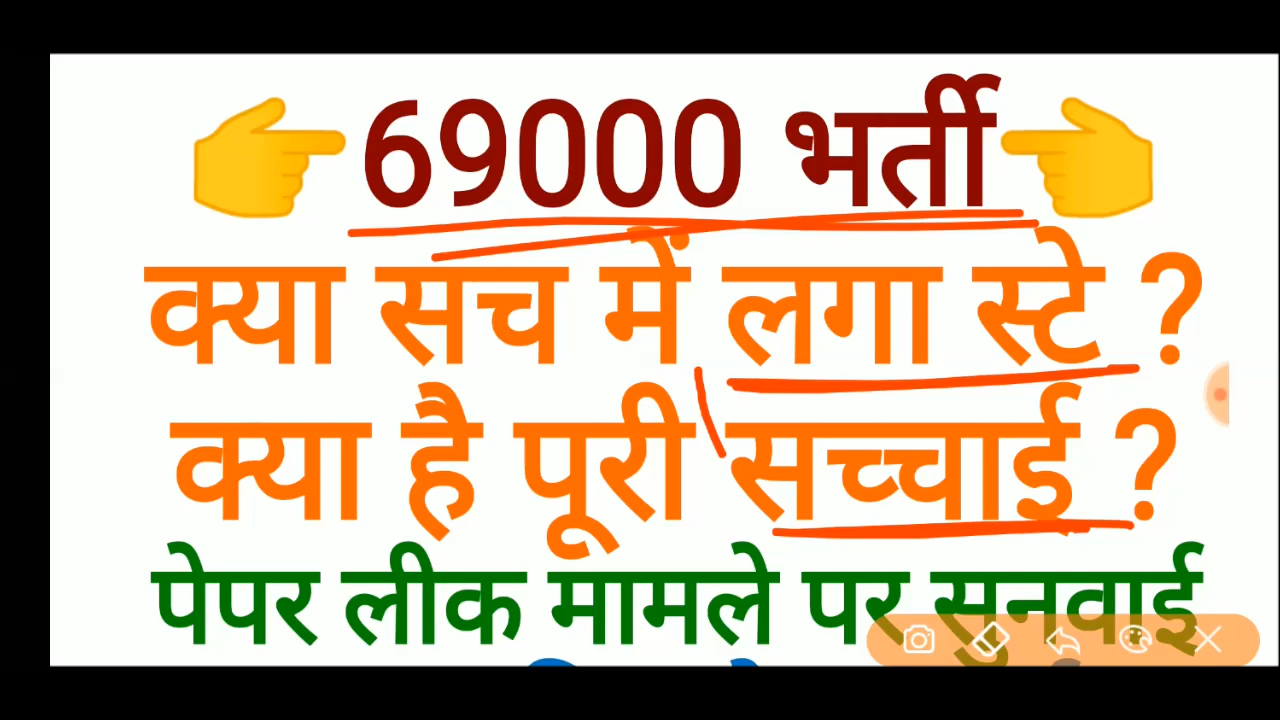 69000 भर्ती
क्या सच में लगा स्टे ?
क्या है पूरी सच्चाई ?
पेपर लीक मामले पर सुनवाई